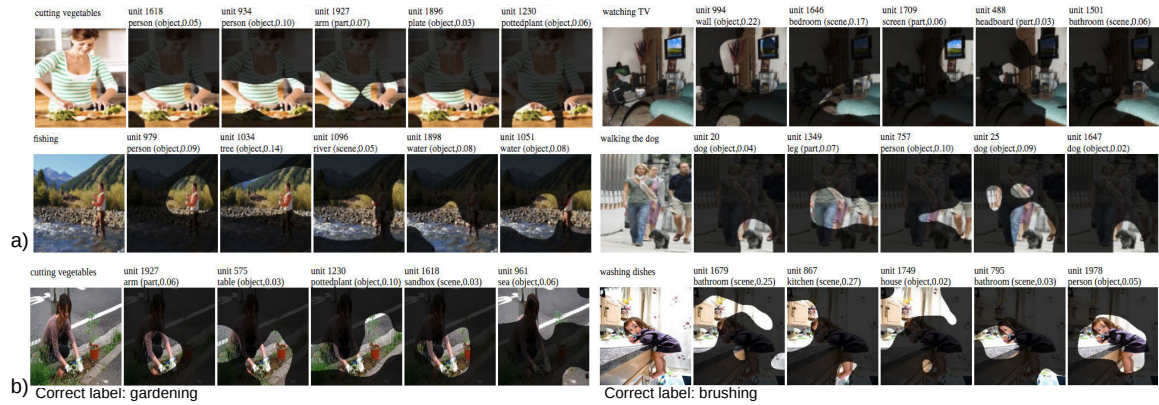 cutting vegetables
unit 1618
person (object,0.05)
unit 934
person (object,0.10)
unit 1927
arm (part,0.07)
unit 1896
plate (object,0.03)
unit 1230
pottedplant (object,0.06)
watching TV
unit 994
wall (object,0.22)
unit 1646
bedroom (scene,0.17)
unit 1709
screen (part,0.06)
unit 488
headboard (part,0.03)
unit 1501
bathroom (scene,0.06)
fishing
unit 979
person (object,0.09)
unit 1034
tree (object,0.14)
unit 1096
river (scene,0.05)
unit 1898
water (object,0.08)
unit 1051
water (object,0.08)
walking the dog
unit 20
dog (object,0.04)
unit 1349
leg (part,0.07)
unit 757
person (object,0.10)
unit 25
dog (object,0.09)
unit 1647
dog (object,0.02)
a)
cutting vegetables
unit 1927
arm (part,0.06)
unit 575
table (object,0.03)
unit 1230
pottedplant (object,0.10)
unit 1618
sandbox (scene,0.03)
unit 961
sea (object,0.06)
washing dishes
unit 1679
bathroom (scene,0.25)
unit 867
kitchen (scene,0.27)
unit 1749
house (object,0.02)
unit 795
bathroom (scene,0.03)
unit 1978
person (object,0.05)
b)
Correct label: gardening
Correct label: brushing